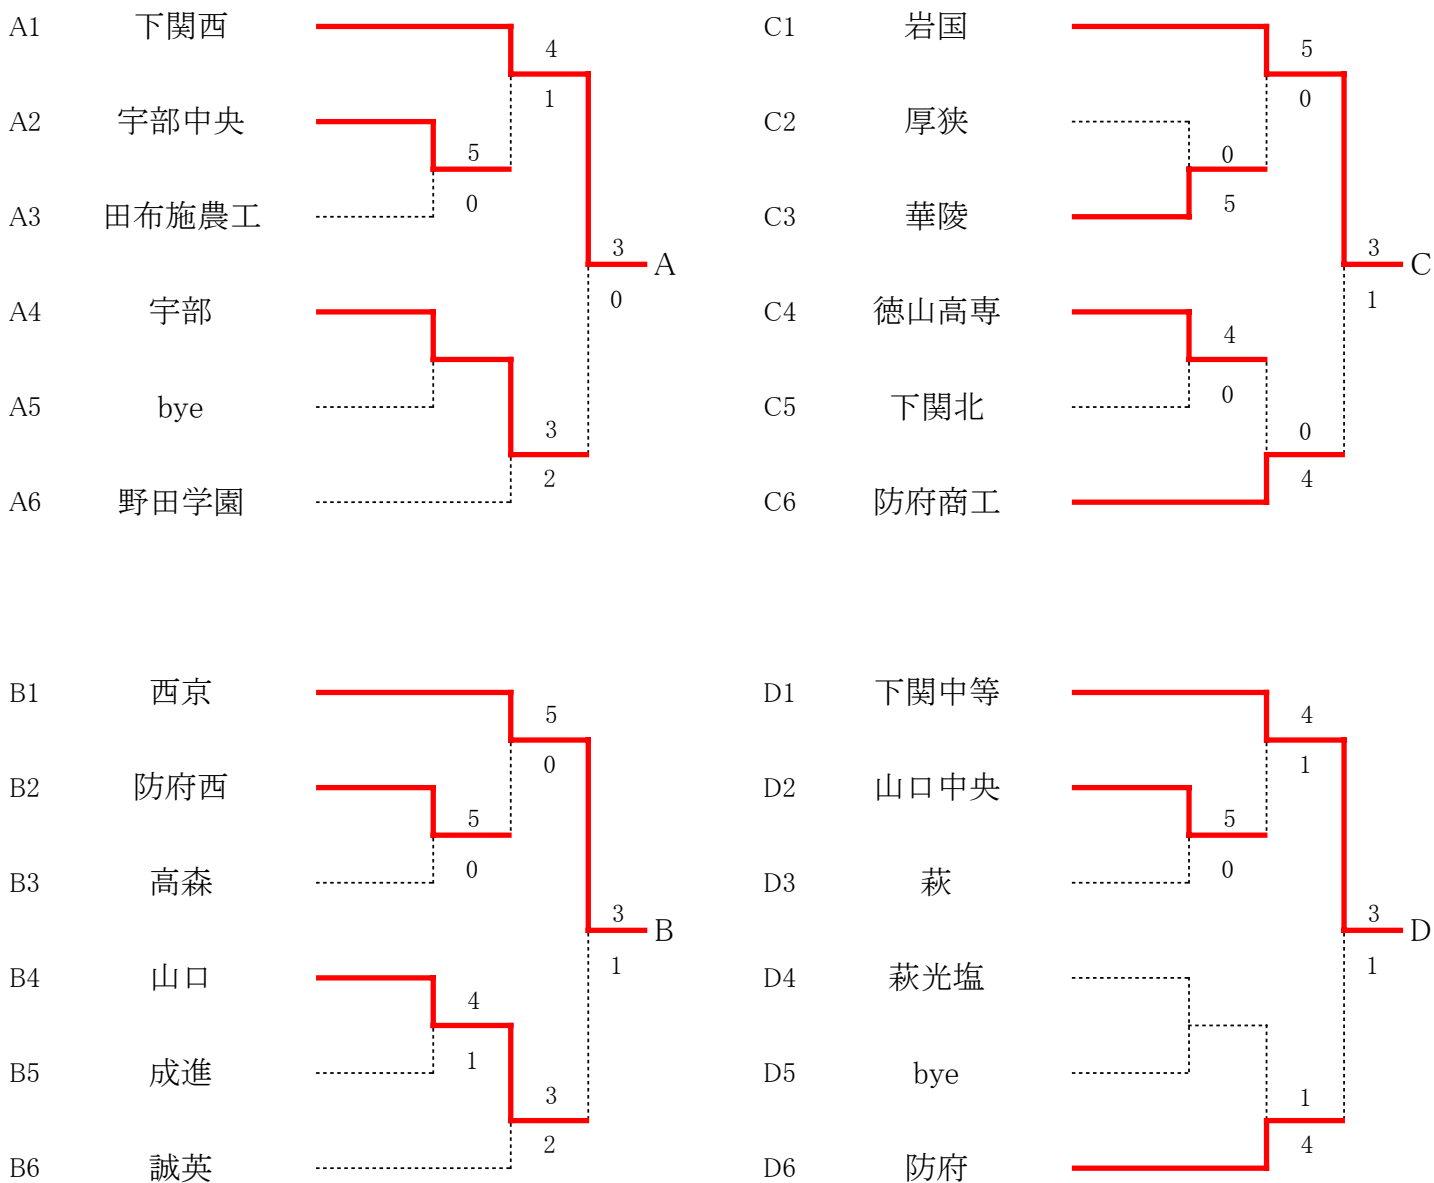 A1 下関西
4
1
A2 宇部中央
5
0
A3 田布施農工
3
A
0
A4 宇部
A5 bye
3
2
A6 野田学園
C1 岩国
5
0
C2 厚狭
0
5
C3 華陵
3
C
1
C4 徳山高専
4
0
C5 下関北
0
4
C6 防府商工
B1 西京
5
0
B2 防府西
5
0
B3 高森
3
B
1
B4 山口
4
1
B5 成進
3
2
B6 誠英
D1 下関中等
4
1
D2 山口中央
5
0
D3 萩
3
D
1
D4 萩光塩
D5 bye
1
4
D6 防府